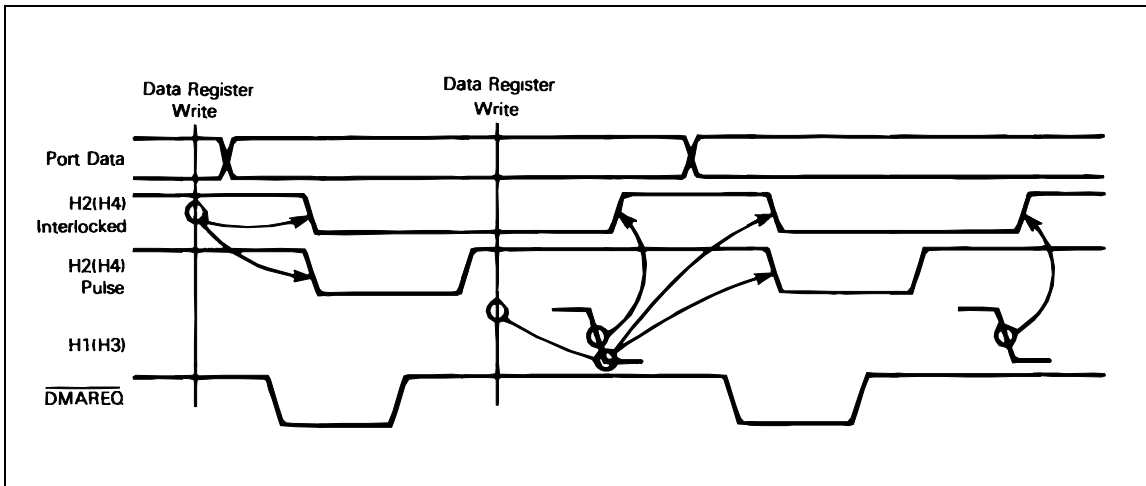 Data Register
Write
Data Register
Write
Port Data
H2(H4)
Interlocked
H2(H4)
Pulse
H1(H3)
DMAREQ